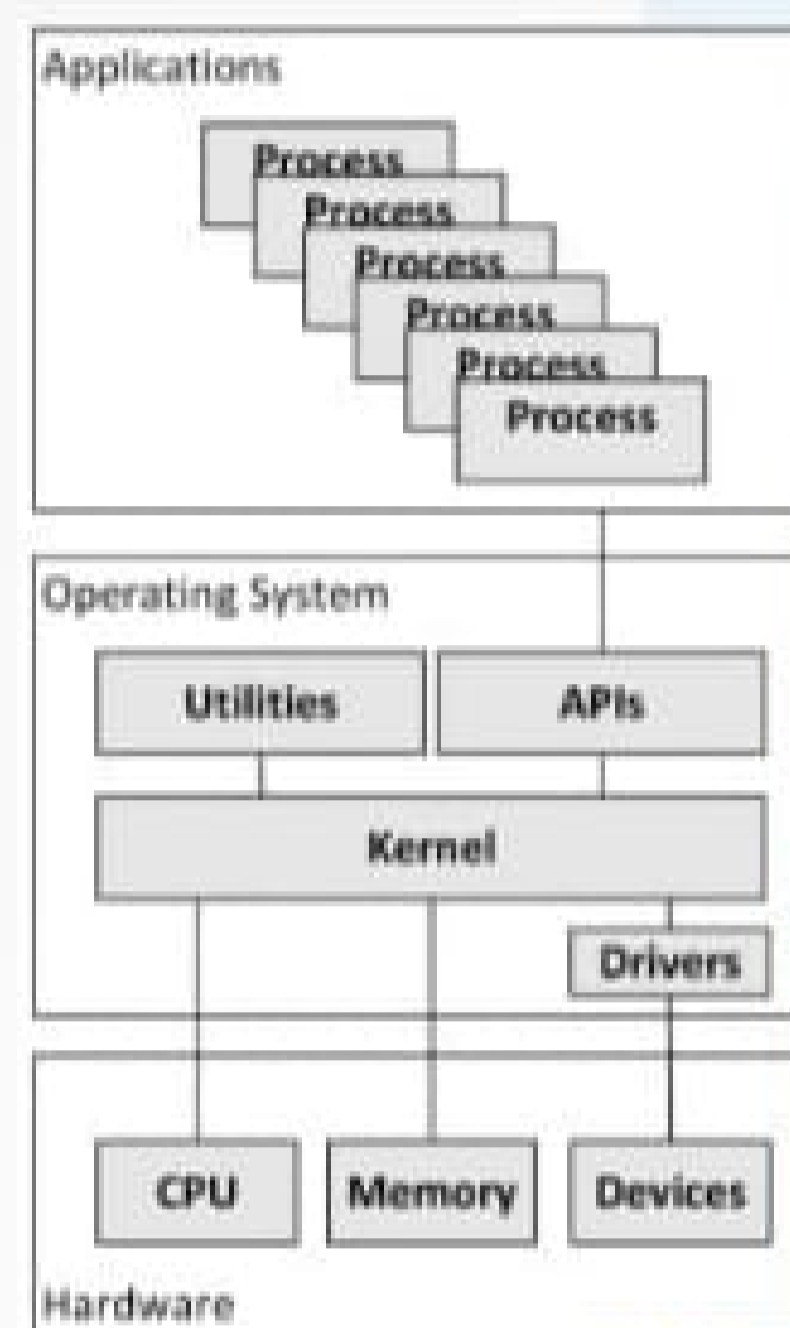 Applications
Process
Process
Process
Process
Process
Process
Operating System
Utilities APIs
Kernel
Drivers
CPU Memory Devices
Hardware